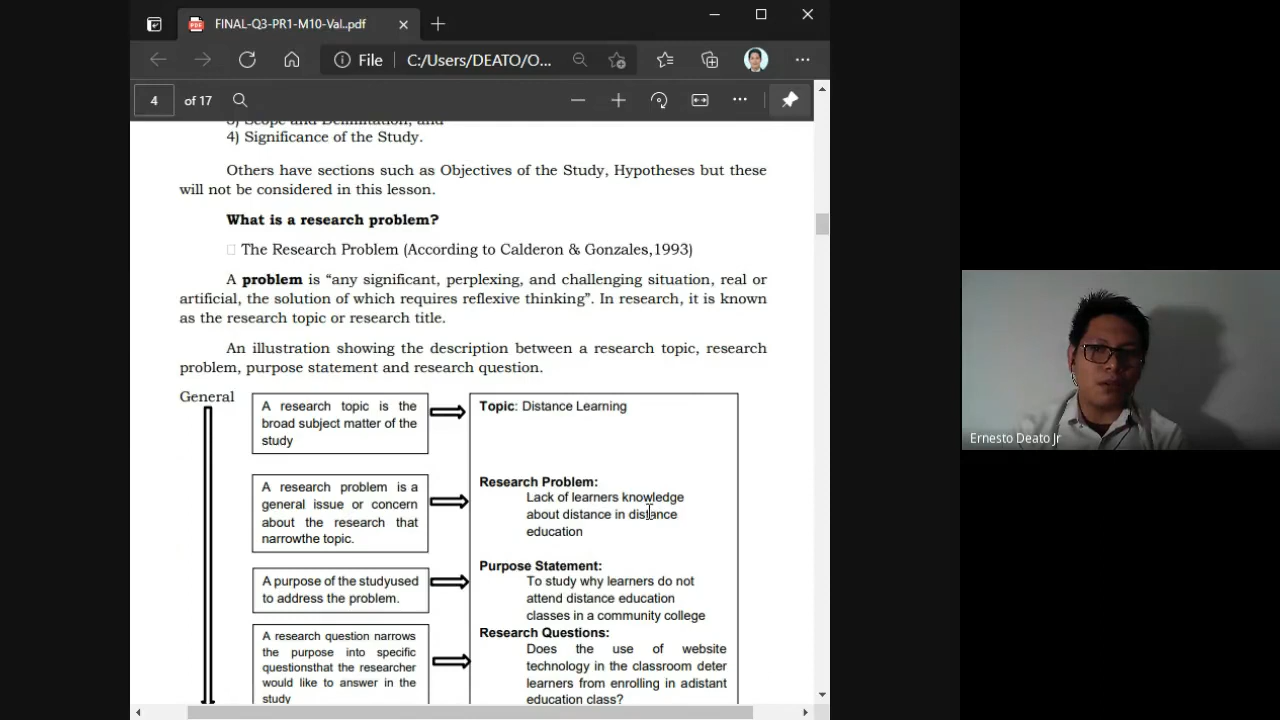 FINAL-Q3-PR1-M10-Val..pdf
File
C:/Users/DEATO/O...
4 of 17
3) Scope and Delimitation; and
4) Significance of the Study.
Others have sections such as Objectives of the Study, Hypotheses but these
will not be considered in this lesson.
What is a research problem?
The Research Problem (According to Calderon & Gonzales,1993)
A problem is “any significant, perplexing, and challenging situation, real or
artificial, the solution of which requires reflexive thinking”. In research, it is known
as the research topic or research title.
An illustration showing the description between a research topic, research
problem, purpose statement and research question.
General
A research topic is the
broad subject matter of the
study
Topic: Distance Learning
A research problem is a
general issue or concern
about the research that
narrowthe topic.
Research Problem:
Lack of learners knowledge
about distance in distance
education
A purpose of the studyused
to address the problem.
Purpose Statement:
To study why learners do not
attend distance education
classes in a community college
A research question narrows
the purpose into specific
questionsthat the researcher
would like to answer in the
study
Research Questions:
Does the use of website
technology in the classroom deter
learners from enrolling in adistant
education class?
Ernesto Deato Jr